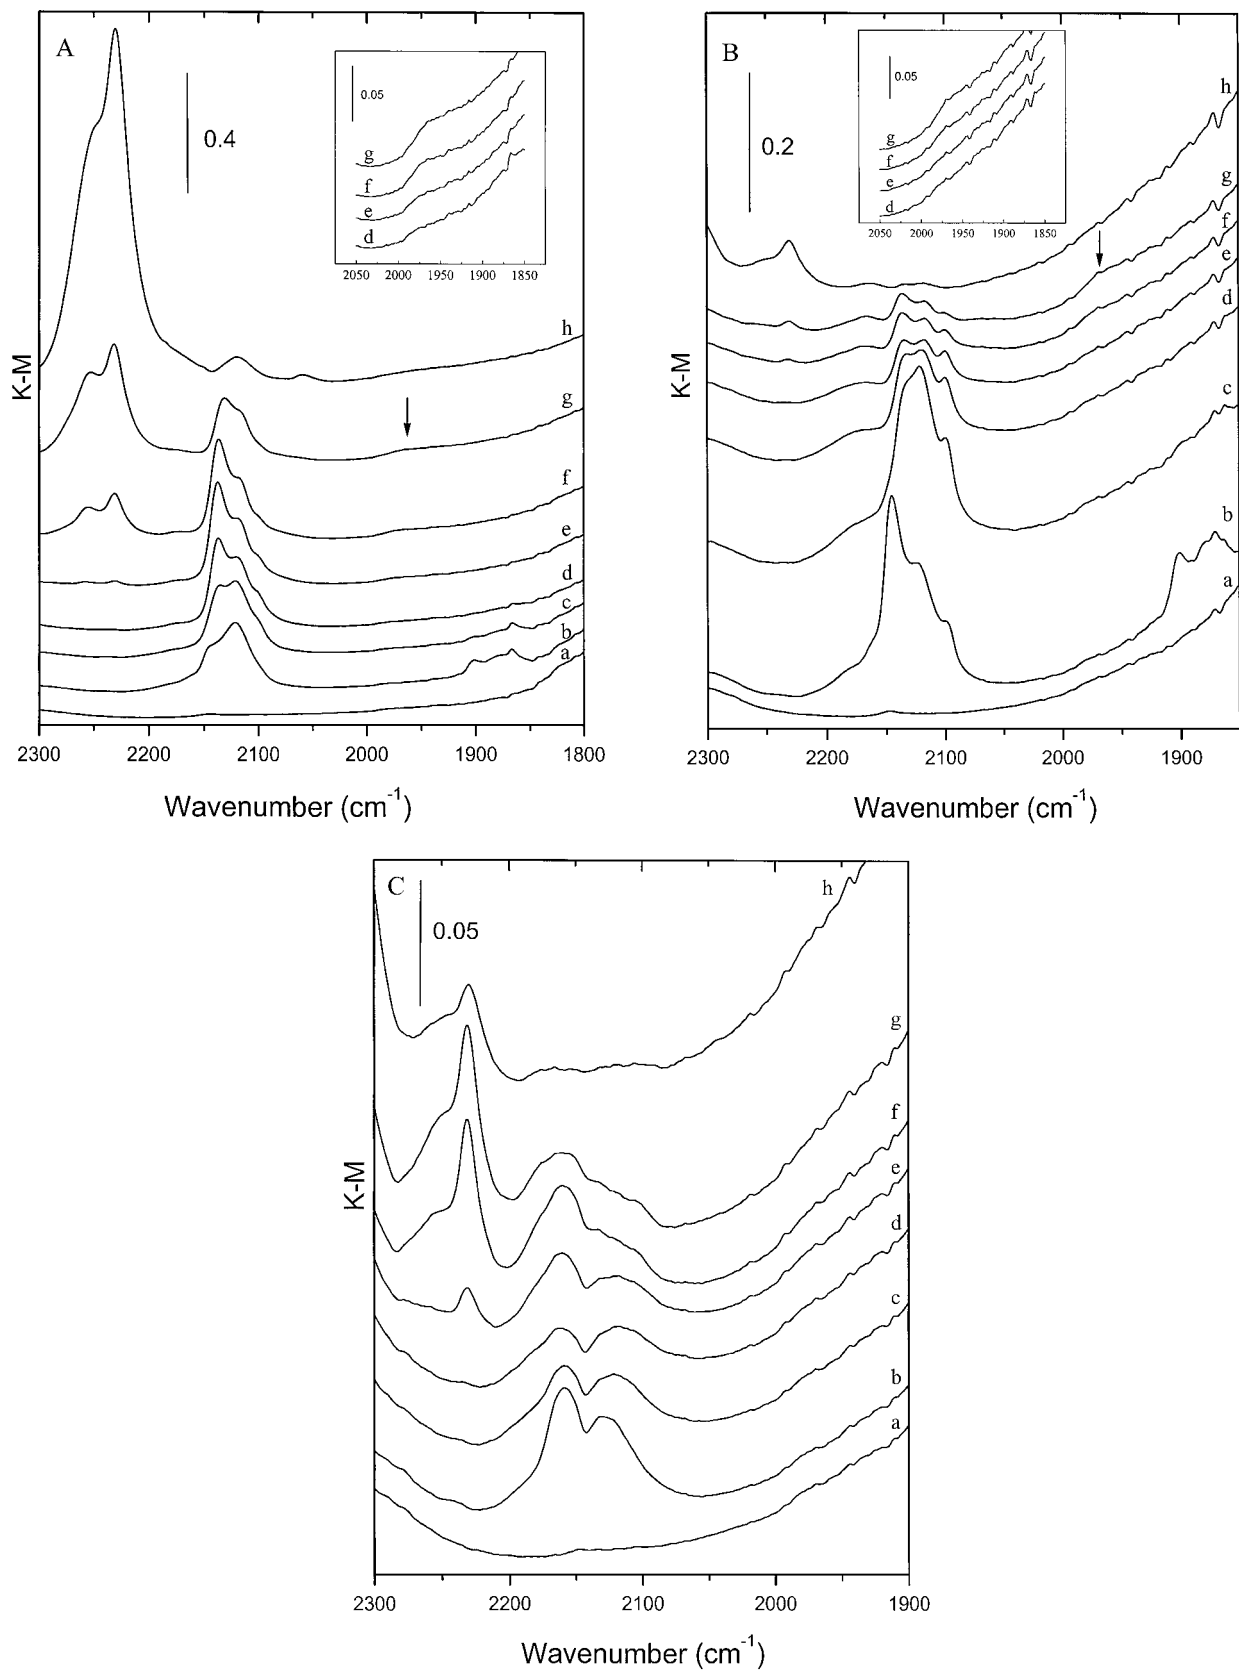 A
0.4
0.05
g
f
e
d
2050 2000 1950 1900 1850
h
g
f
e
d
c
b
a
K-M
2300 2200 2100 2000 1900 1800
Wavenumber (cm-1)
B
0.2
0.05
g
f
e
d
2050 2000 1950 1900 1850
h
g
f
e
d
c
b
a
K-M
2300 2200 2100 2000 1900
Wavenumber (cm-1)
C
0.05
h
g
f
e
d
c
b
a
K-M
2300 2200 2100 2000 1900
Wavenumber (cm-1)